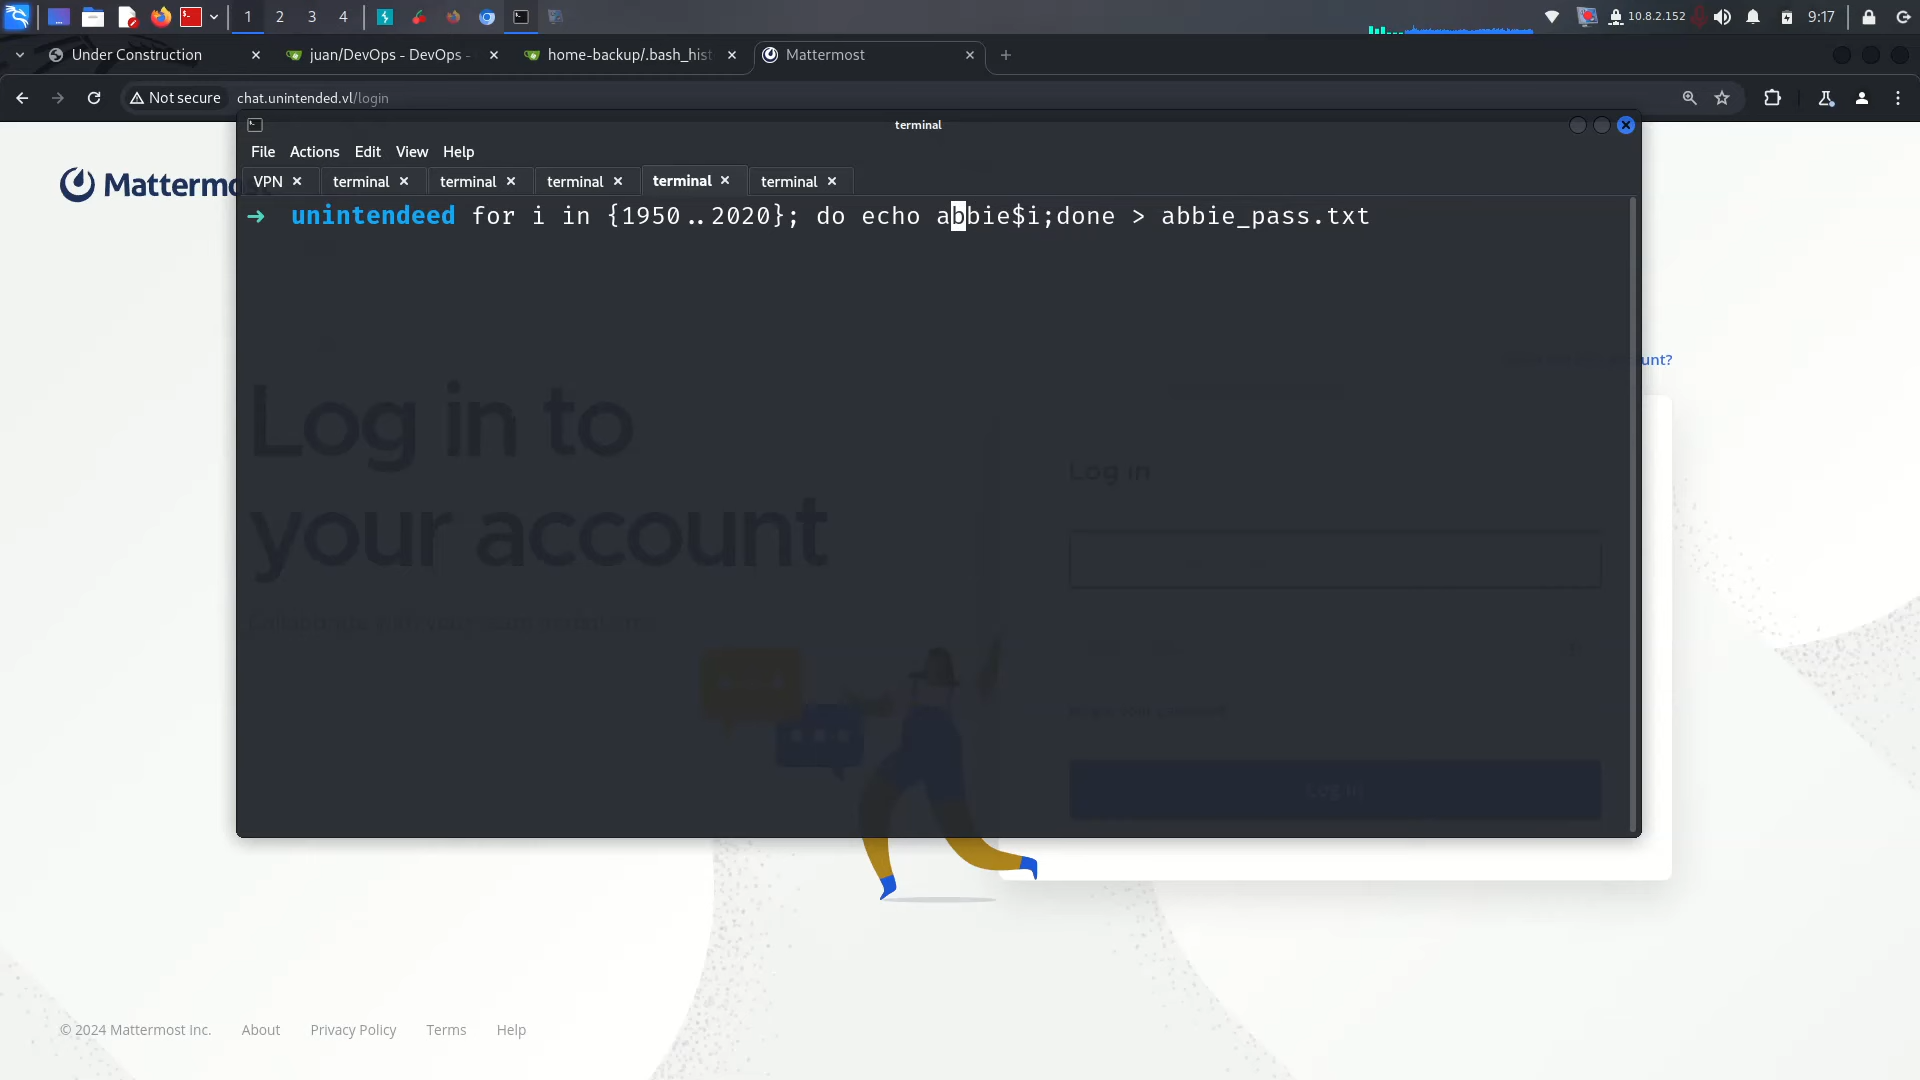 1 2 3 4 10.8.2.152 9:17
Under Construction juan/DevOps - DevOps - home-backup/.bash_hist Mattermost
Not secure chat.unintended.vl/login
terminal
File Actions Edit View Help
VPN terminal terminal terminal terminal terminal
➜ unintendeed for i in {1950..2020}; do echo abbie$i;done > abbie_pass.txt
Log in to
your account
Log in
Log in
© 2024 Mattermost Inc. About Privacy Policy Terms Help